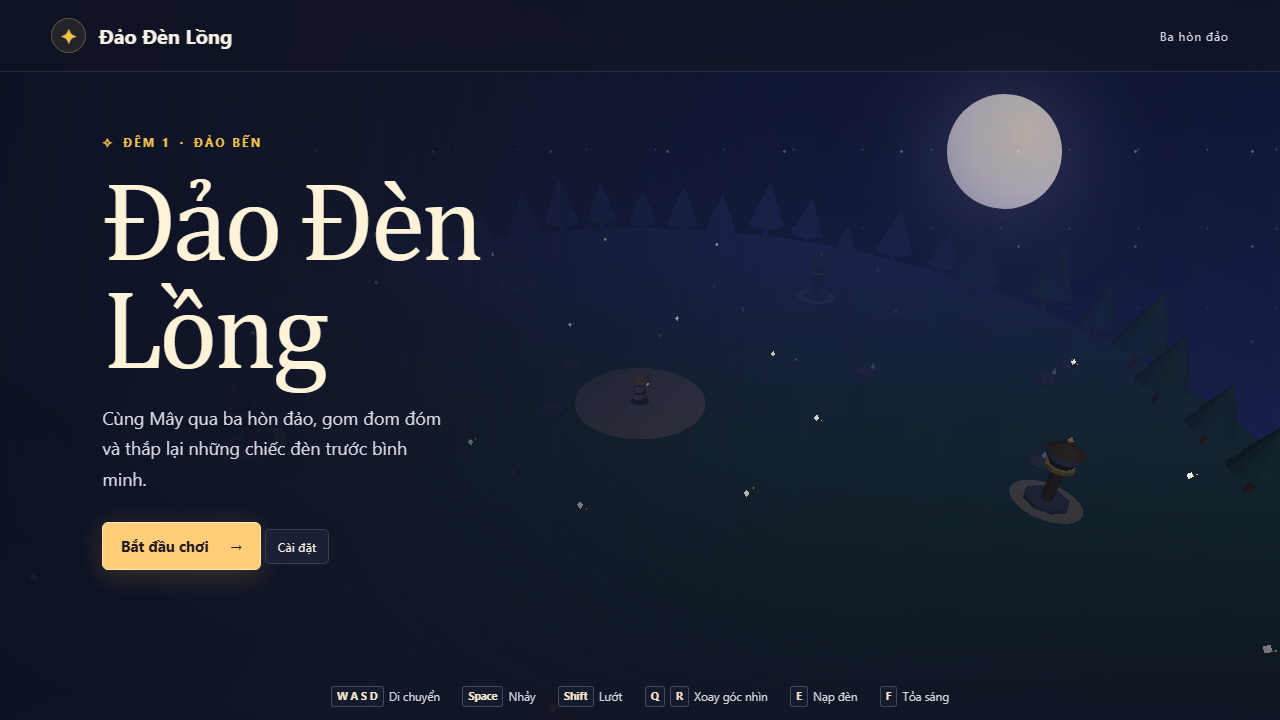 Đảo Đèn Lồng
Ba hòn đảo
ĐÊM 1 · ĐẢO BẾN
Đảo Đèn
Lồng
Cùng Mây qua ba hòn đảo, gom đom đóm
và thắp lại những chiếc đèn trước bình
minh.
Bắt đầu chơi →
Cài đặt
W A S D Di chuyển Space Nhảy Shift Lướt Q R Xoay góc nhìn E Nạp đèn F Tỏa sáng